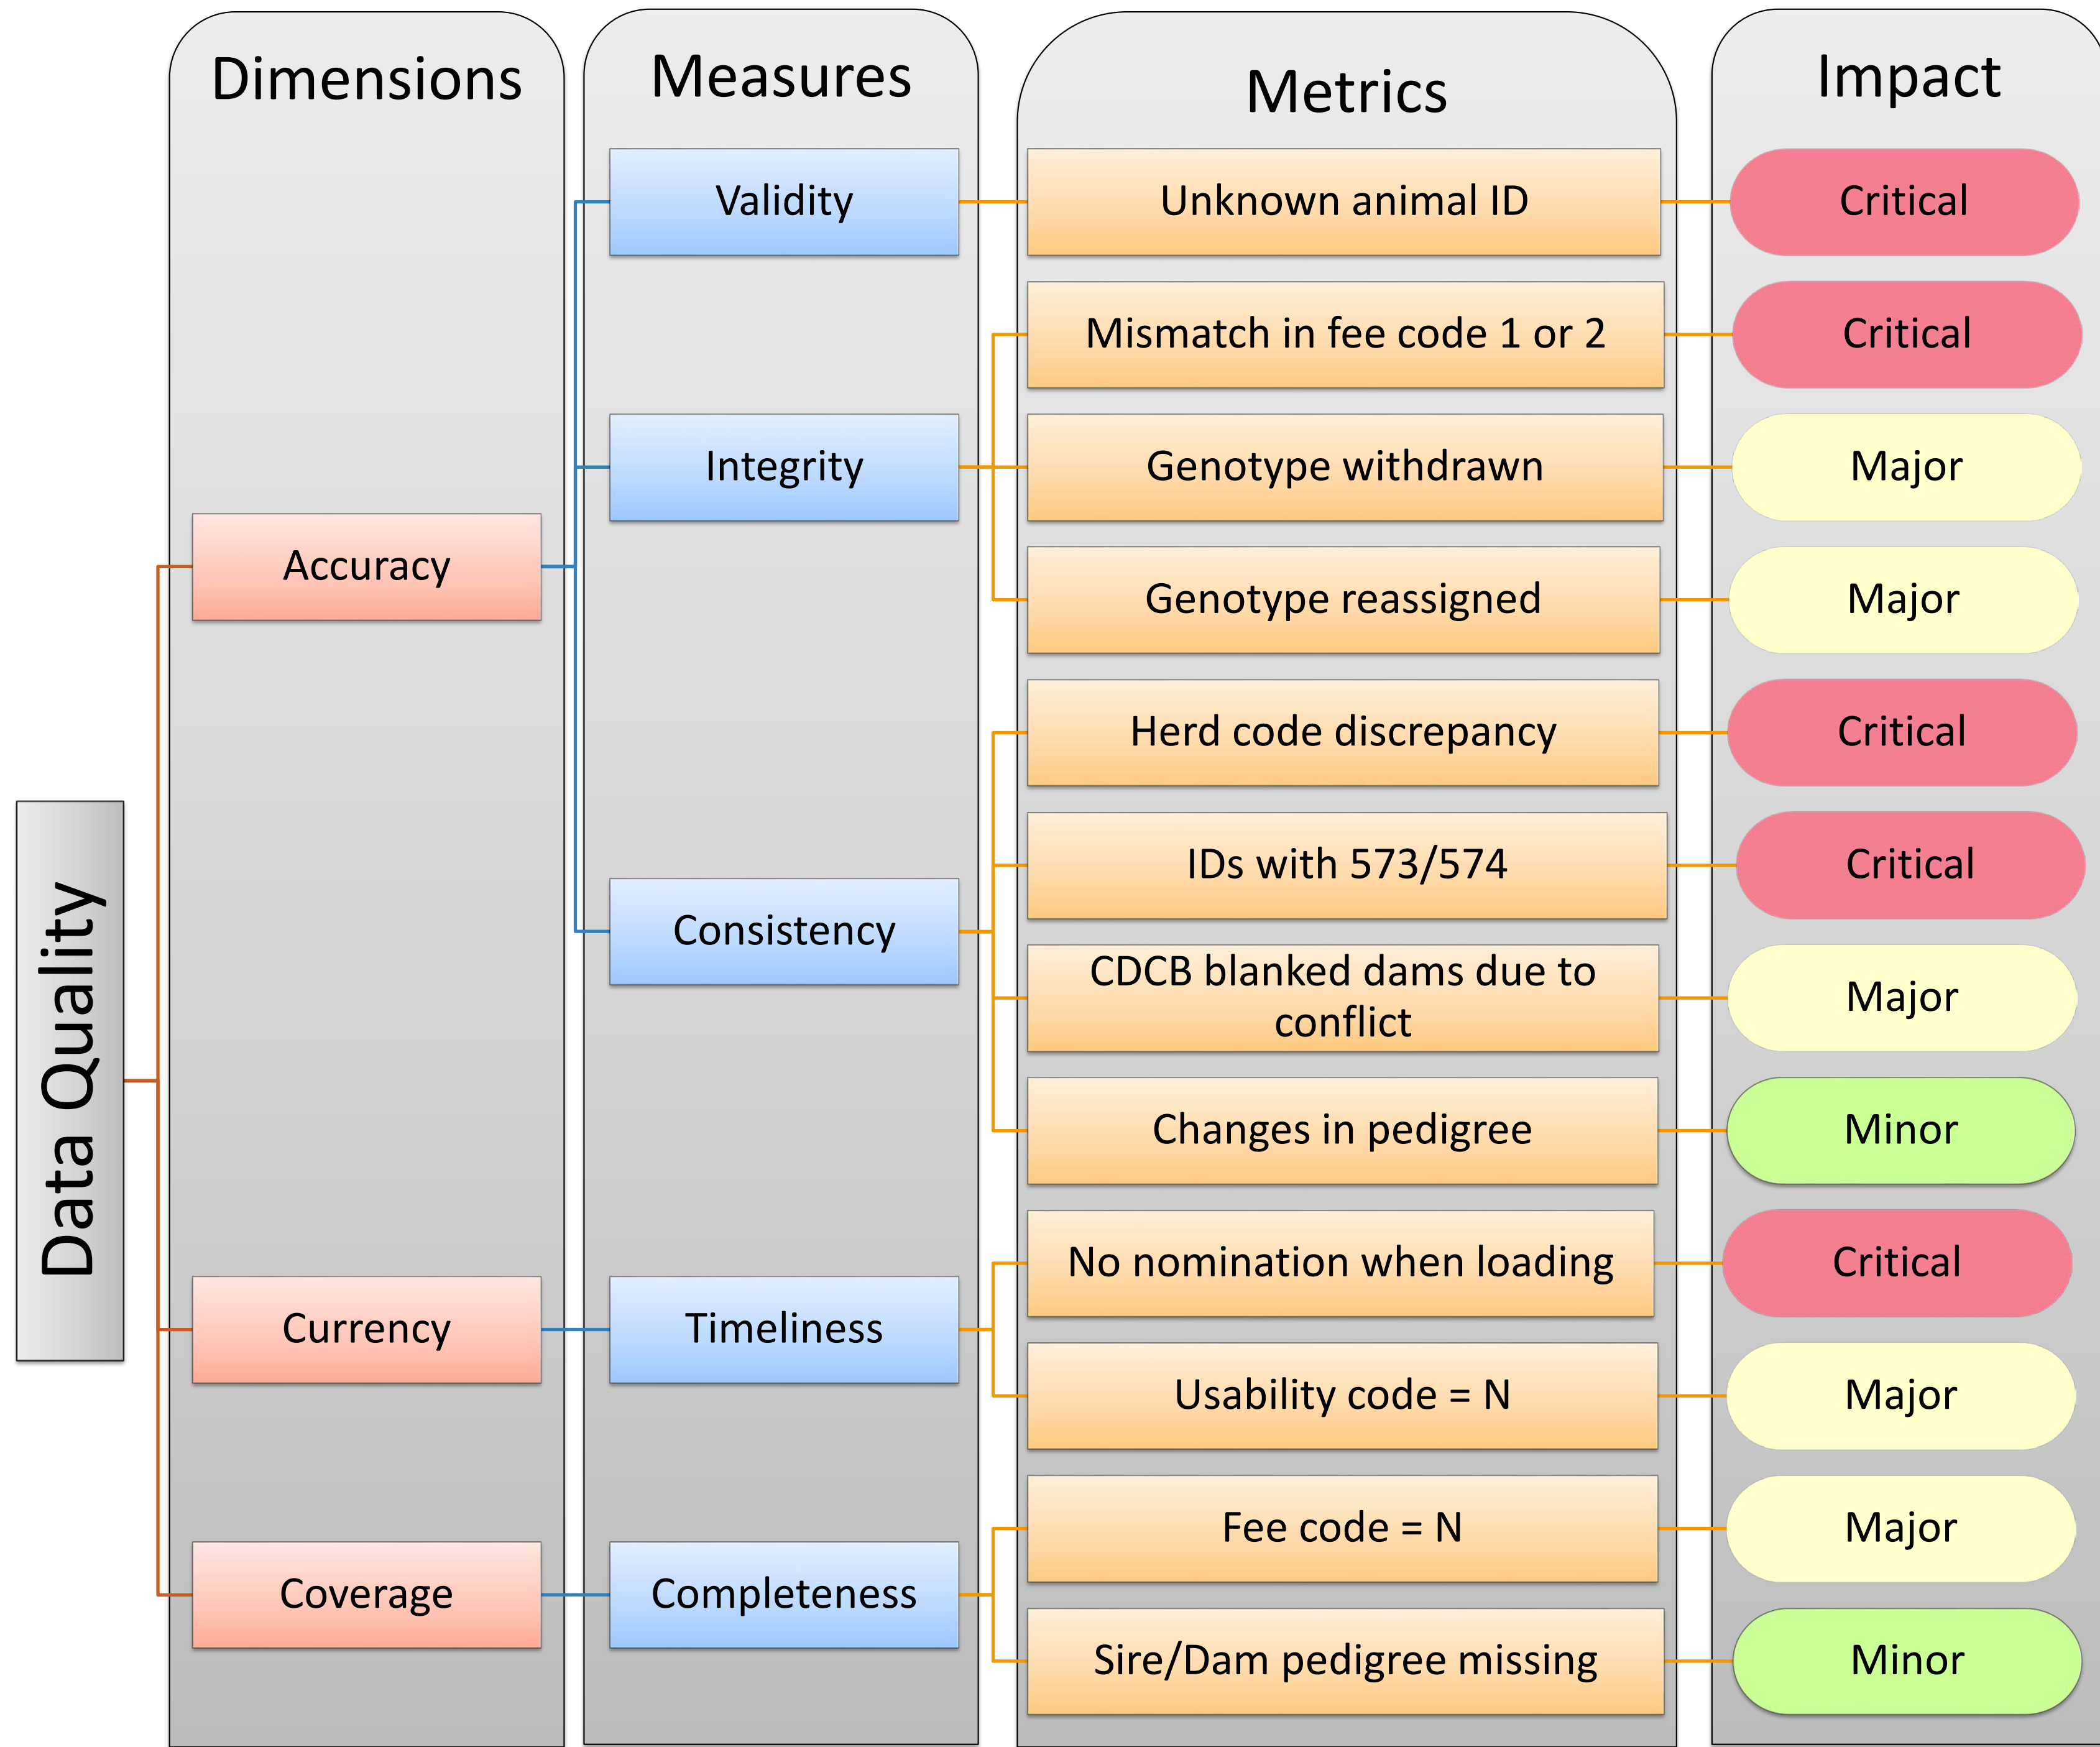 Dimensions
Measures
Metrics
Impact
Data Quality
Accuracy
Currency
Coverage
Validity
Integrity
Consistency
Timeliness
Completeness
Unknown animal ID
Critical
Mismatch in fee code 1 or 2
Critical
Genotype withdrawn
Major
Genotype reassigned
Major
Herd code discrepancy
Critical
IDs with 573/574
Critical
CDCB blanked dams due to
conflict
Major
Changes in pedigree
Minor
No nomination when loading
Critical
Usability code = N
Major
Fee code = N
Major
Sire/Dam pedigree missing
Minor